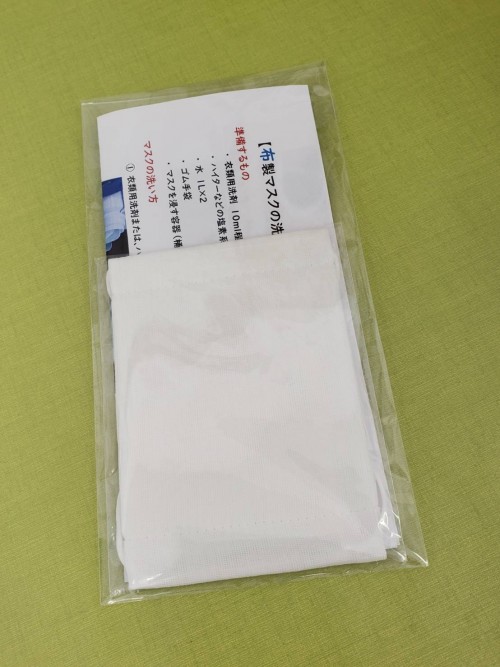 【布製マスクの洗
準備するもの
・衣類用洗剤 10ml程
・ハイターなどの塩素系
・水 1L×2
・ゴム手袋
・マスクを浸す容器(桶
マスクの洗い方
① 衣類用洗剤または、ハ